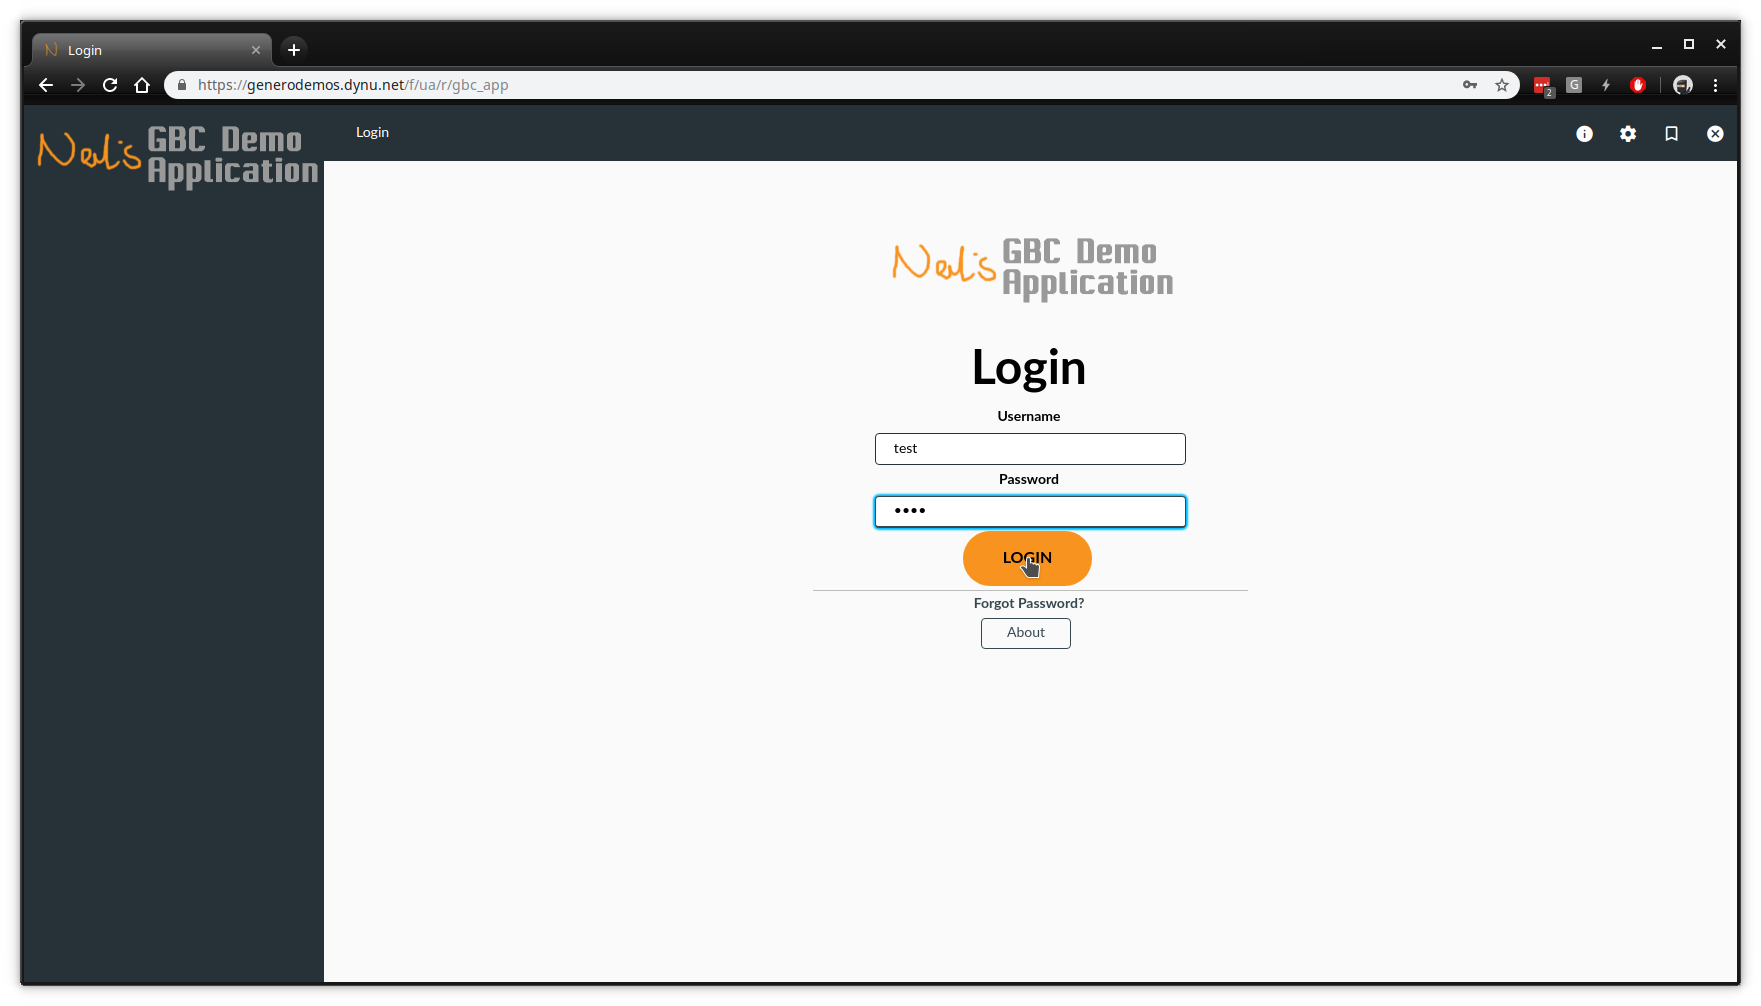 Login
https://generodemos.dynu.net/f/ua/r/gbc_app
2
G
Neil's GBC Demo
Application
Login
Neil's GBC Demo
Application
Login
Username
test
Password
••••
LOGIN
Forgot Password?
About